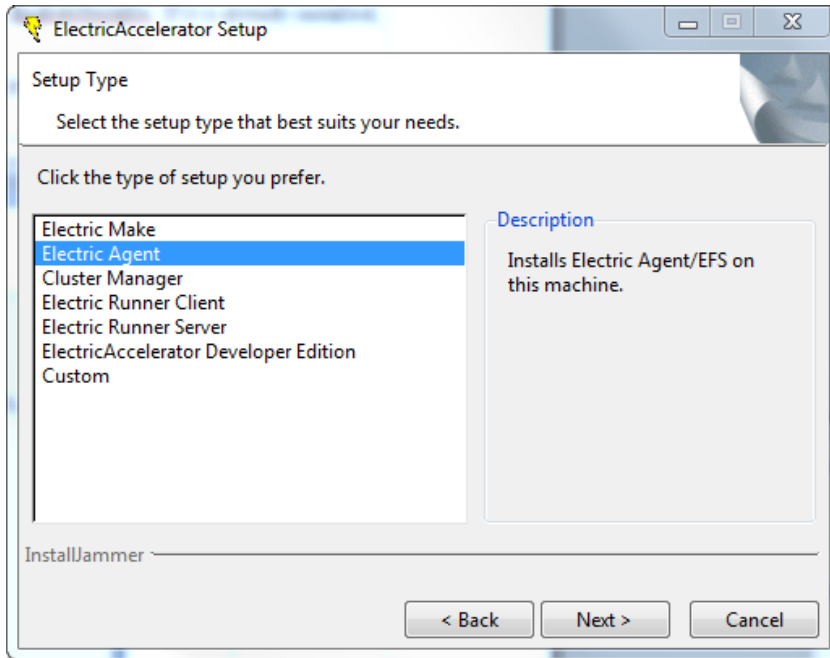 ElectricAccelerator Setup
Setup Type
Select the setup type that best suits your needs.
Click the type of setup you prefer.
Electric Make
Electric Agent
Cluster Manager
Electric Runner Client
Electric Runner Server
ElectricAccelerator Developer Edition
Custom
Description
Installs Electric Agent/EFS on
this machine.
InstallJammer
< Back
Next >
Cancel